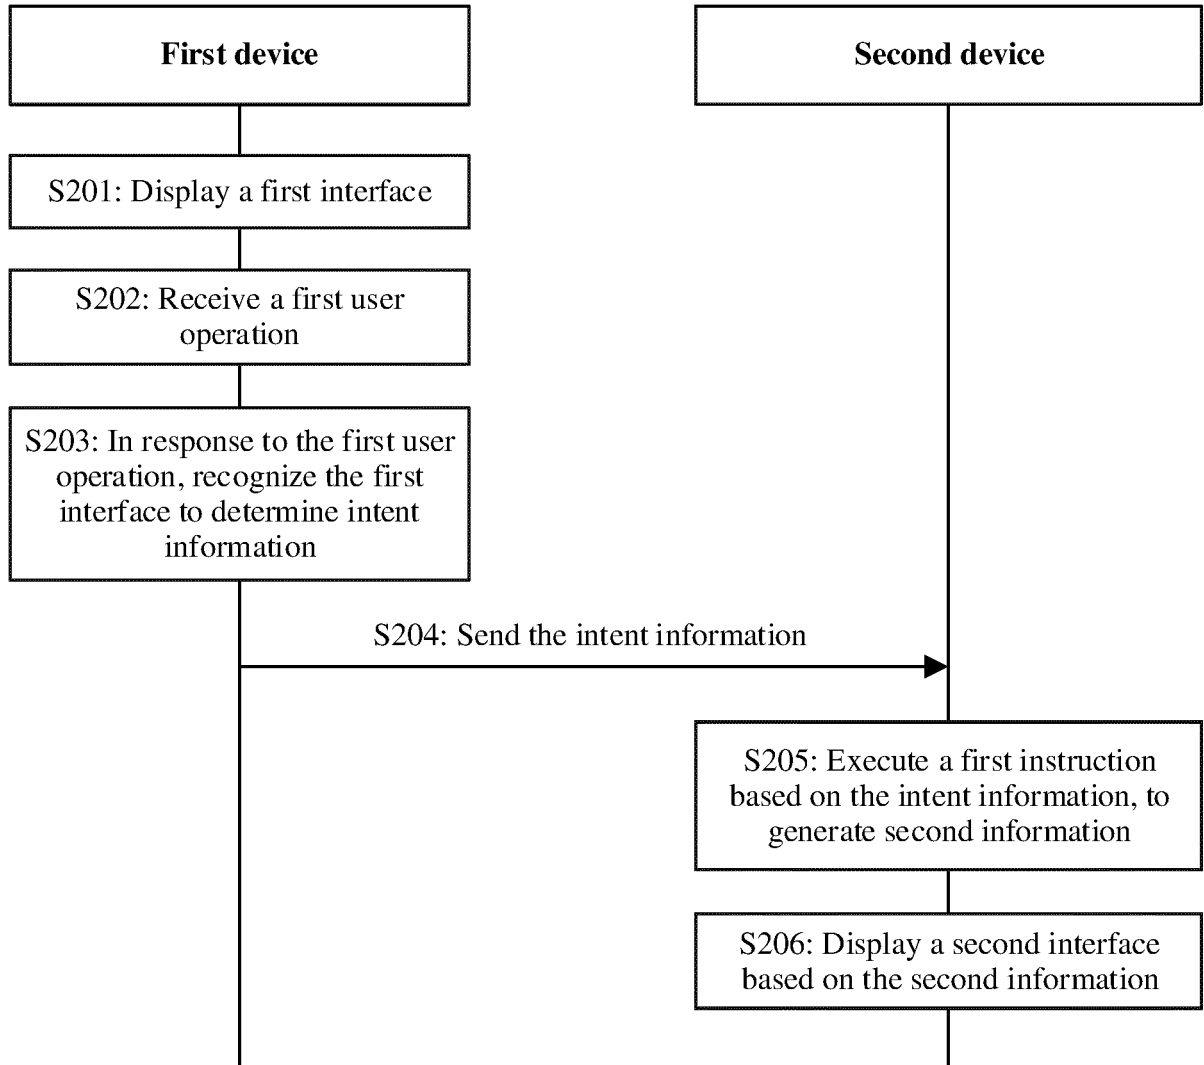 First device
Second device
S201: Display a first interface
S202: Receive a first user
operation
S203: In response to the first user
operation, recognize the first
interface to determine intent
information
S204: Send the intent information
S205: Execute a first instruction
based on the intent information, to
generate second information
S206: Display a second interface
based on the second information